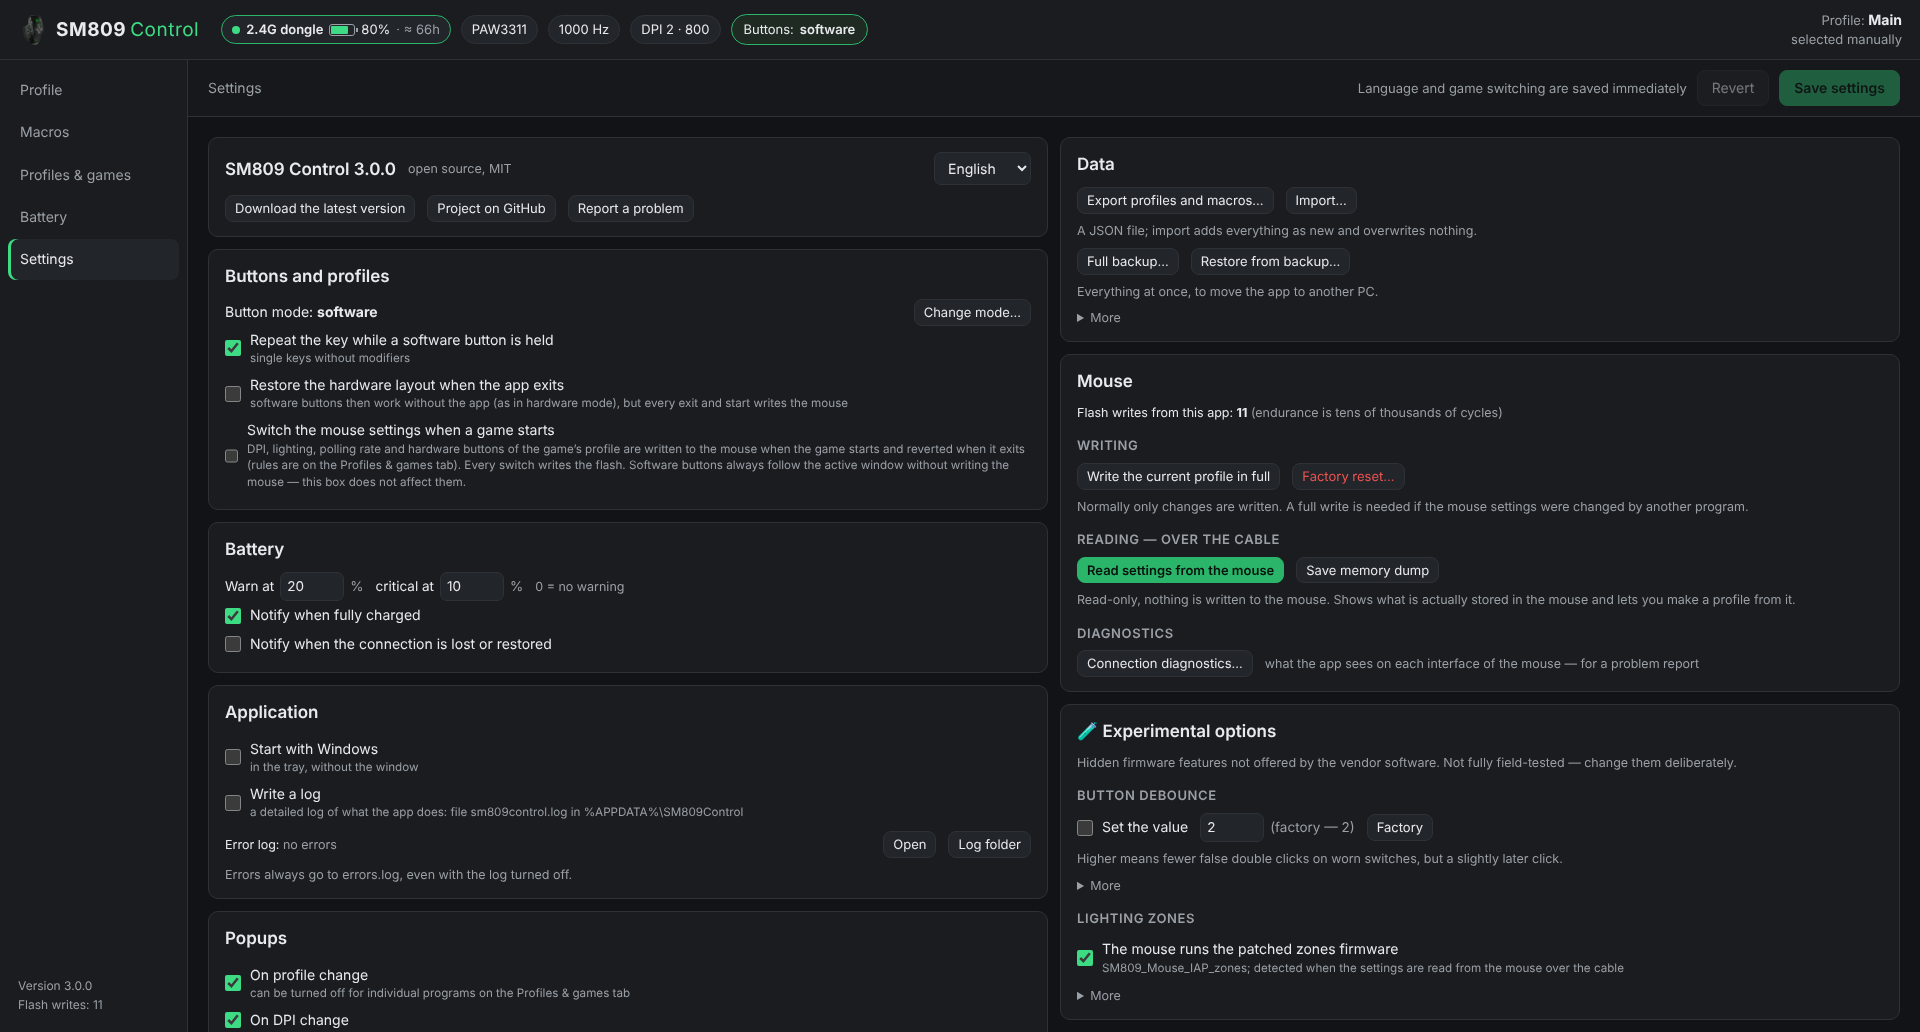 SM809 Control
2.4G dongle 80% · ≈ 66h
PAW3311
1000 Hz
DPI 2 · 800
Buttons: software
Profile: Main
selected manually
Profile
Macros
Profiles & games
Battery
Settings
Version 3.0.0
Flash writes: 11
Settings
Language and game switching are saved immediately
Revert
Save settings
SM809 Control 3.0.0 open source, MIT
English
Download the latest version
Project on GitHub
Report a problem
Buttons and profiles
Button mode: software
Change mode...
Repeat the key while a software button is held
single keys without modifiers
Restore the hardware layout when the app exits
software buttons then work without the app (as in hardware mode), but every exit and start writes the mouse
Switch the mouse settings when a game starts
DPI, lighting, polling rate and hardware buttons of the game's profile are written to the mouse when the game starts and reverted when it exits
(rules are on the Profiles & games tab). Every switch writes the flash. Software buttons always follow the active window without writing the
mouse — this box does not affect them.
Battery
Warn at 20 % critical at 10 % 0 = no warning
Notify when fully charged
Notify when the connection is lost or restored
Application
Start with Windows
in the tray, without the window
Write a log
a detailed log of what the app does: file sm809control.log in %APPDATA%\SM809Control
Error log: no errors
Open
Log folder
Errors always go to errors.log, even with the log turned off.
Popups
On profile change
can be turned off for individual programs on the Profiles & games tab
On DPI change
Data
Export profiles and macros...
Import...
A JSON file; import adds everything as new and overwrites nothing.
Full backup...
Restore from backup...
Everything at once, to move the app to another PC.
More
Mouse
Flash writes from this app: 11 (endurance is tens of thousands of cycles)
WRITING
Write the current profile in full
Factory reset...
Normally only changes are written. A full write is needed if the mouse settings were changed by another program.
READING — OVER THE CABLE
Read settings from the mouse
Save memory dump
Read-only, nothing is written to the mouse. Shows what is actually stored in the mouse and lets you make a profile from it.
DIAGNOSTICS
Connection diagnostics...
what the app sees on each interface of the mouse — for a problem report
Experimental options
Hidden firmware features not offered by the vendor software. Not fully field-tested — change them deliberately.
BUTTON DEBOUNCE
Set the value 2 (factory — 2) Factory
Higher means fewer false double clicks on worn switches, but a slightly later click.
More
LIGHTING ZONES
The mouse runs the patched zones firmware
SM809_Mouse_IAP_zones; detected when the settings are read from the mouse over the cable
More